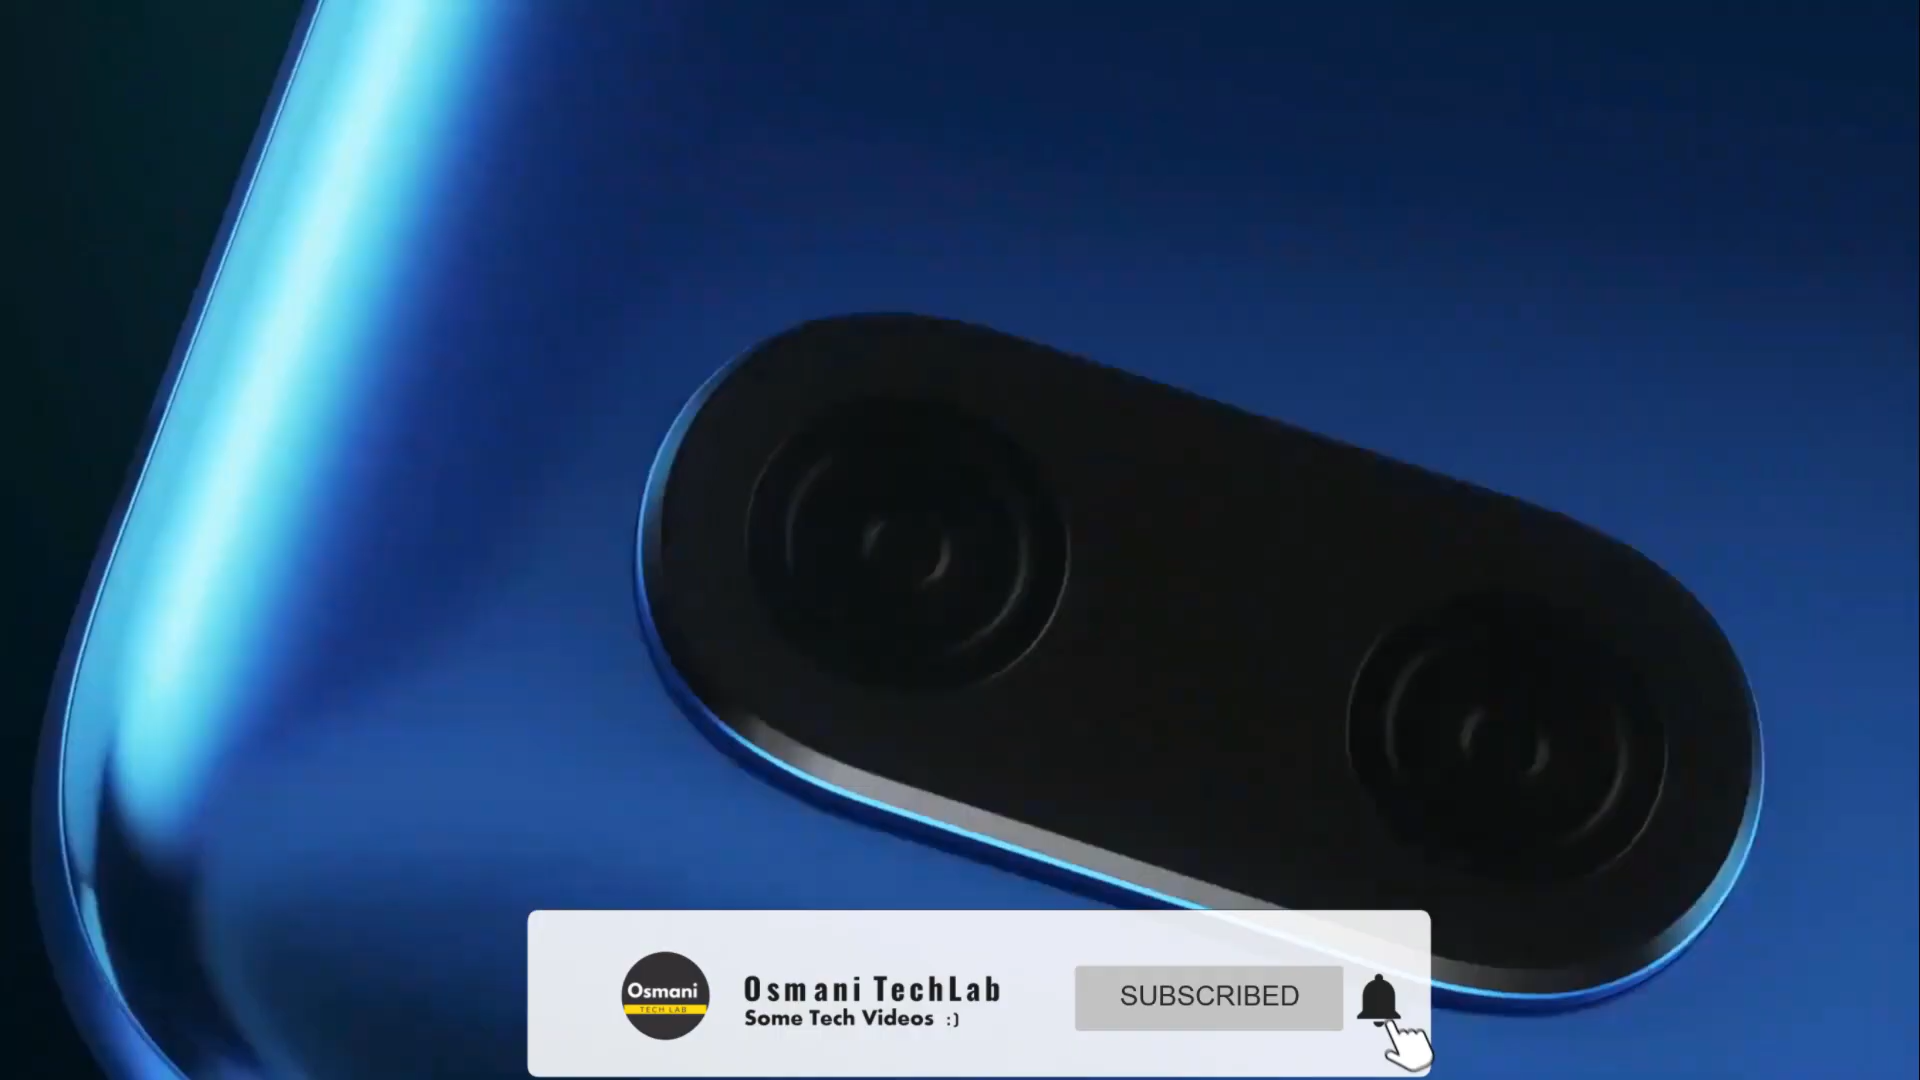 Osmani
TECH LAB
Osmani TechLab
Some Tech Videos :)
SUBSCRIBED